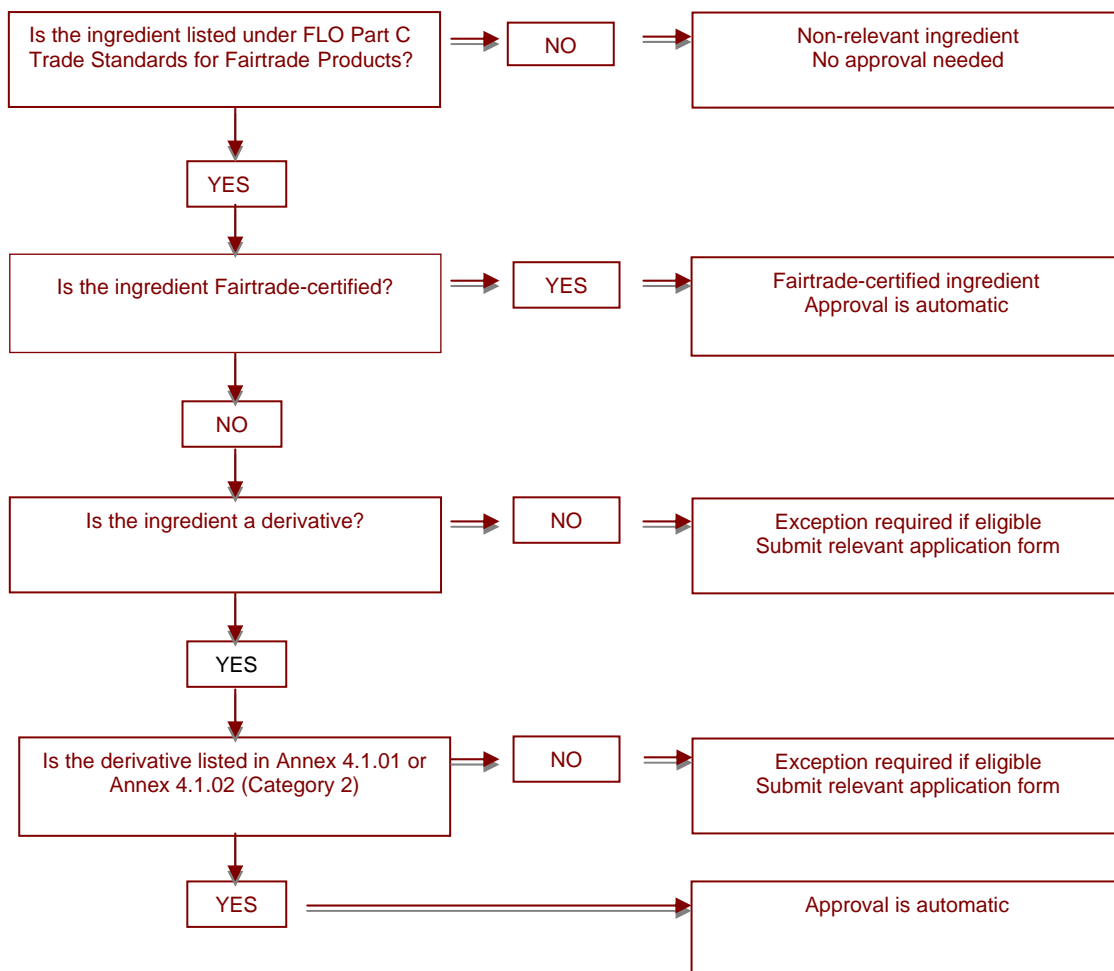 Is the ingredient listed under FLO Part C
Trade Standards for Fairtrade Products?
NO
Non-relevant ingredient
No approval needed
YES
Is the ingredient Fairtrade-certified?
YES
Fairtrade-certified ingredient
Approval is automatic
NO
Is the ingredient a derivative?
NO
Exception required if eligible
Submit relevant application form
YES
Is the derivative listed in Annex 4.1.01 or
Annex 4.1.02 (Category 2)
NO
Exception required if eligible
Submit relevant application form
YES
Approval is automatic